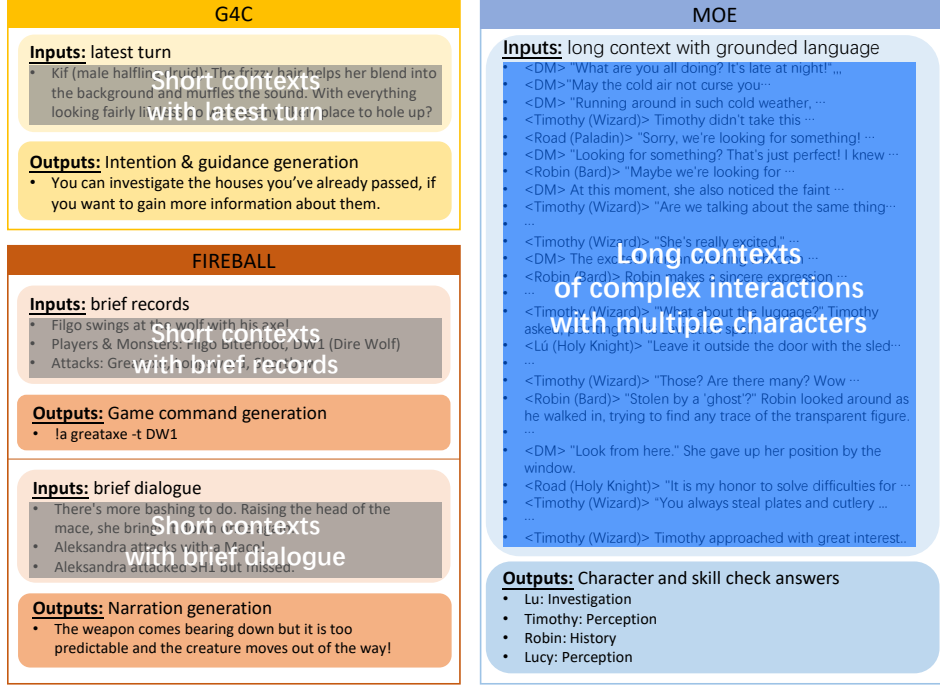 G4C
Inputs: latest turn
• Kif (male halfling druid): The frizzy hair helps her blend into
the background and muffles the sound. With everything
looking fairly place to hole up?
Short contexts
with latest turn
Outputs: Intention & guidance generation
• You can investigate the houses you've already passed, if
you want to gain more information about them.
FIREBALL
Inputs: brief records
• Filgo swings at the wolf with his axe!
• Players & Monsters: Filgo Bitterroot, DW1 (Dire Wolf)
• Attacks:
Short contexts
with brief records
Outputs: Game command generation
• !a greataxe -t DW1
Inputs: brief dialogue
• There's more bashing to do. Raising the head of the
mace, she brings it down
• Aleksandra attacks with a Mace!
• Aleksandra attacked SH1 but missed.
Short contexts
with brief dialogue
Outputs: Narration generation
• The weapon comes bearing down but it is too
predictable and the creature moves out of the way!
MOE
Inputs: long context with grounded language
• <DM> "What are you all doing? It's late at night!",,,
• <DM>"May the cold air not curse you···
• <DM> "Running around in such cold weather, ···
• <Timothy (Wizard)> Timothy didn't take this ···
• <Road (Paladin)> "Sorry, we're looking for something! ···
• <DM> "Looking for something? That's just perfect! I knew ···
• <Robin (Bard)> "Maybe we're looking for ···
• <DM> At this moment, she also noticed the faint ···
• <Timothy (Wizard)> "Are we talking about the same thing···
• ···
• <Timothy (Wizard)> "She's really excited," ···
• <DM> The ···
• <Robin (Bard)> Robin makes a sincere expression ···
• ···
• <Timothy (Wizard)> "What about the luggage?" Timothy
• <Lú (Holy Knight)> "Leave it outside the door with the sled···
• ···
• <Timothy (Wizard)> "Those? Are there many? Wow ···
• <Robin (Bard)> "Stolen by a 'ghost'?" Robin looked around as
he walked in, trying to find any trace of the transparent figure.
• ···
• <DM> "Look from here." She gave up her position by the
window.
• <Road (Holy Knight)> "It is my honor to solve difficulties for ···
• <Timothy (Wizard)> "You always steal plates and cutlery ...
• ···
• <Timothy (Wizard)> Timothy approached with great interest..
Long contexts
of complex interactions
with multiple characters
Outputs: Character and skill check answers
• Lu: Investigation
• Timothy: Perception
• Robin: History
• Lucy: Perception